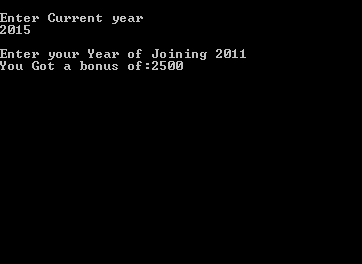 Enter Current year
2015
Enter your Year of Joining 2011
You Got a bonus of:2500